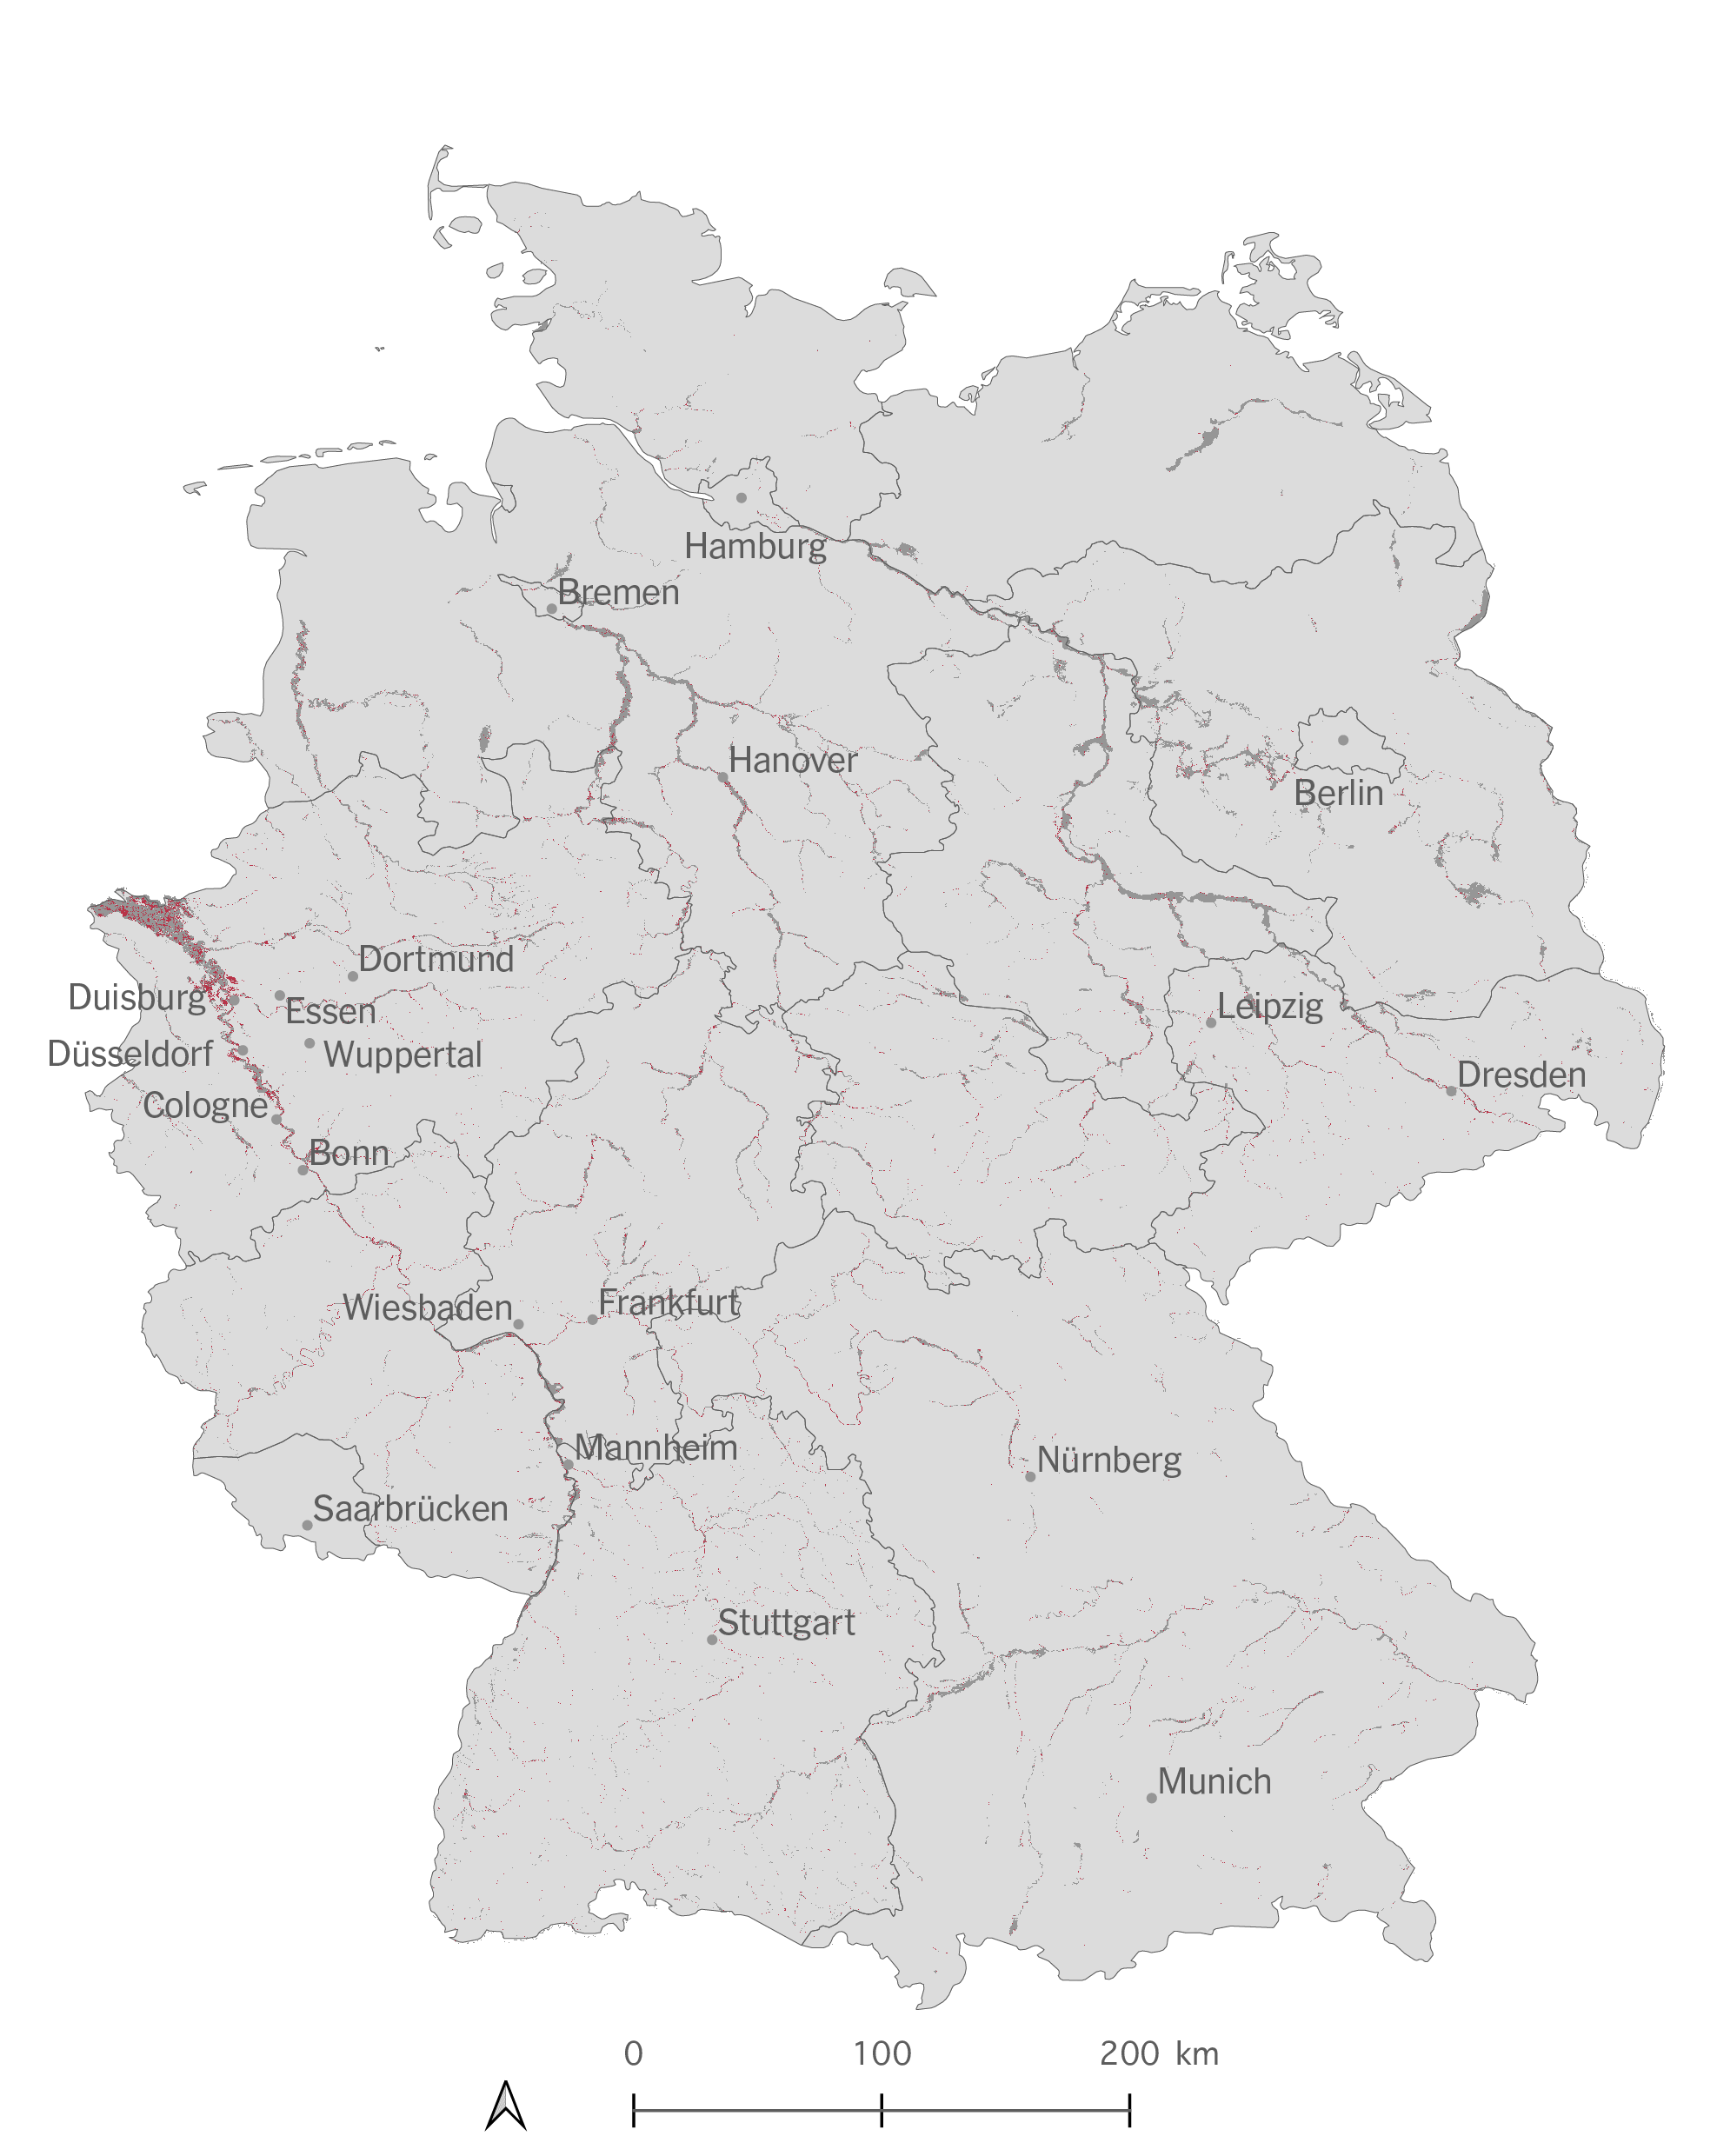 Hamburg
Bremen
Hanover
Berlin
Dortmund
Duisburg
Essen
Leipzig
Düsseldorf
Wuppertal
Dresden
Cologne
Bonn
Wiesbaden
Frankfurt
Mannheim
Nürnberg
Saarbrücken
Stuttgart
Munich
0 100 200 km